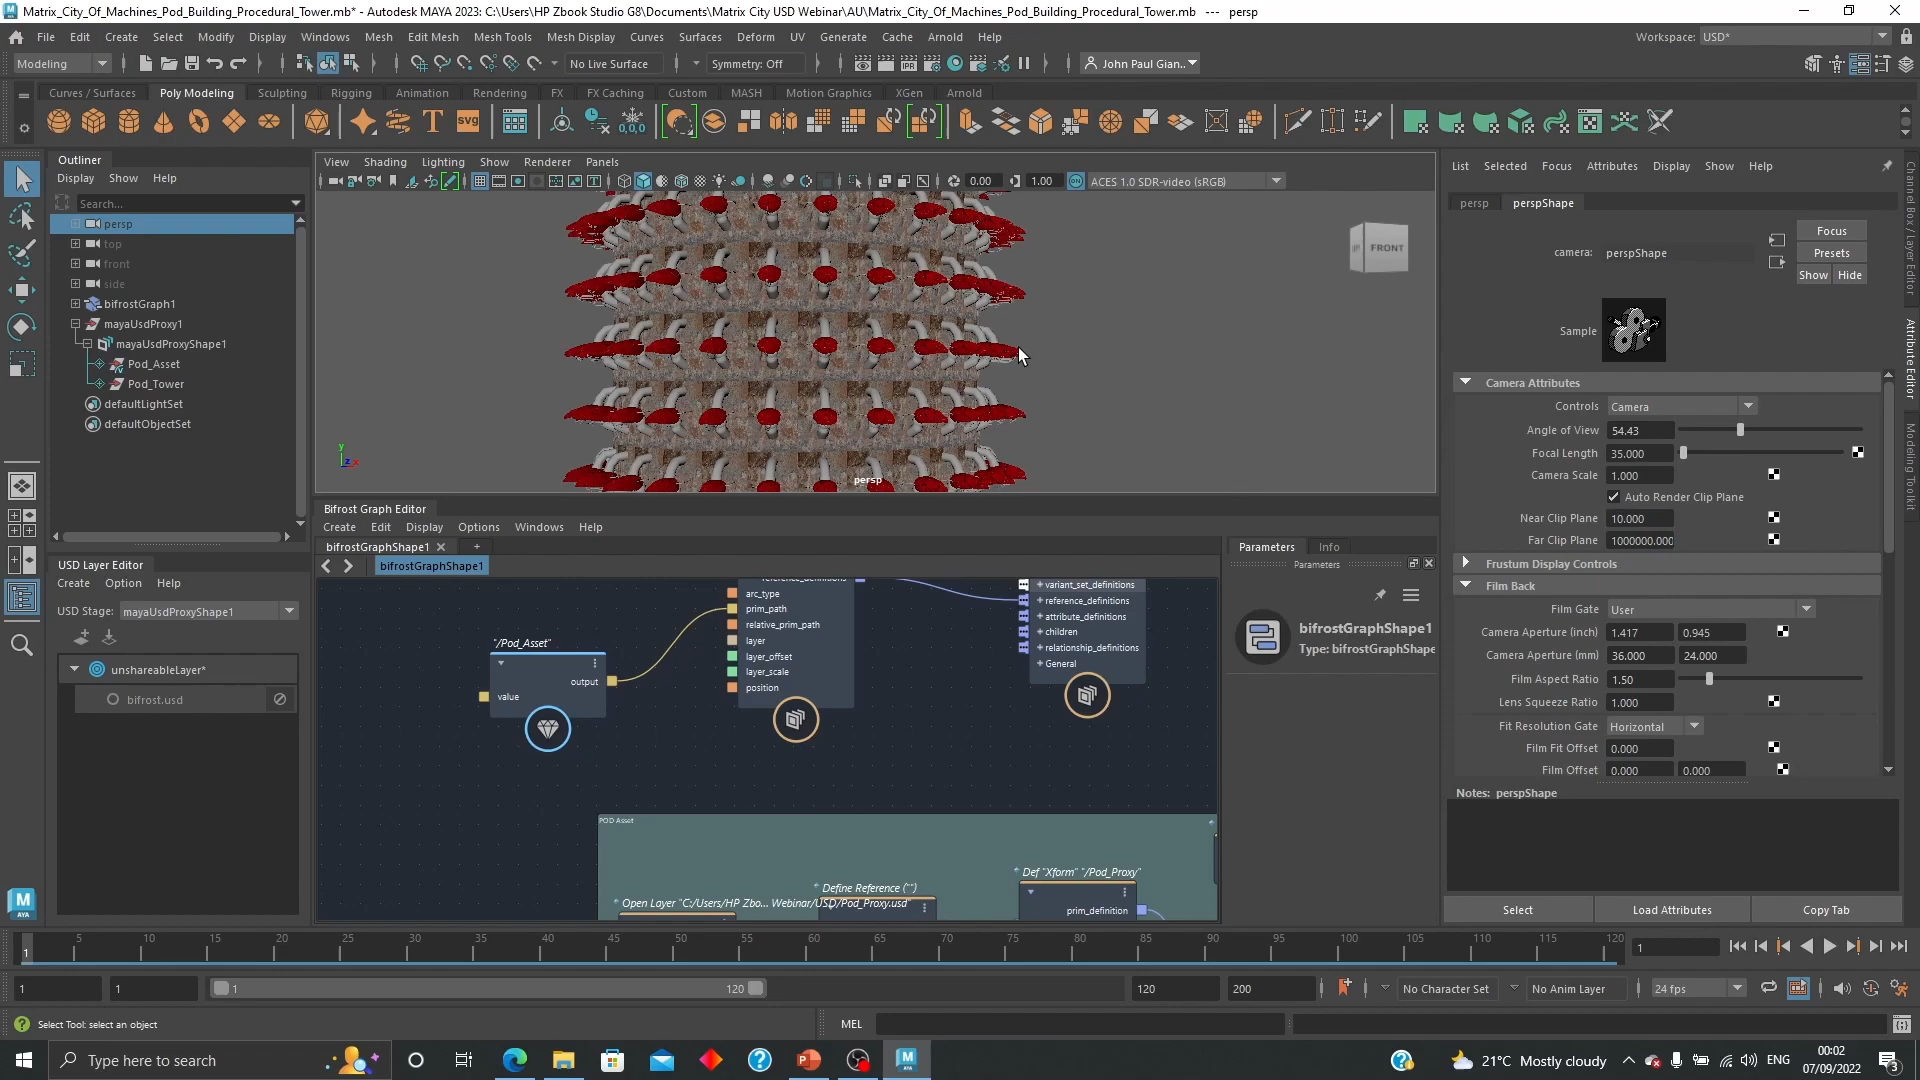 Matrix_City_Of_Machines_Pod_Building_Procedural_Tower.mb* - Autodesk MAYA 2023: C:\Users\HP Zbook Studio G8\Documents\Matrix City USD Webinar\AU\Matrix_City_Of_Machines_Pod_Building_Procedural_Tower.mb --- persp
File Edit Create Select Modify Display Windows Mesh Edit Mesh Mesh Tools Mesh Display Curves Surfaces Deform UV Generate Cache Arnold Help Workspace: USD*
Modeling No Live Surface Symmetry: Off John Paul Gian..
Curves / Surfaces Poly Modeling Sculpting Rigging Animation Rendering FX FX Caching Custom MASH Motion Graphics XGen Arnold
Outliner
Display Show Help
Search...
persp
top
front
side
bifrostGraph1
mayaUsdProxy1
mayaUsdProxyShape1
Pod_Asset
Pod_Tower
defaultLightSet
defaultObjectSet
USD Layer Editor
Create Option Help
USD Stage: mayaUsdProxyShape1
unshareableLayer*
bifrost.usd
View Shading Lighting Show Renderer Panels
0.00 1.00 ACES 1.0 SDR-video (sRGB)
FRONT
persp
Bifrost Graph Editor
Create Edit Display Options Windows Help
bifrostGraphShape1
bifrostGraphShape1
"/Pod_Asset"
output
value
reference_definitions
arc_type
prim_path
relative_prim_path
layer
layer_offset
layer_scale
position
variant_set_definitions
reference_definitions
attribute_definitions
children
relationship_definitions
General
POD Asset
Def "Xform" "/Pod_Proxy"
Define Reference ("")
Open Layer "C:/Users/HP Zbo... Webinar/USD/Pod_Proxy.usd"
prim_definition
Parameters Info
Parameters
bifrostGraphShape1
Type: bifrostGraphShape
List Selected Focus Attributes Display Show Help
persp perspShape
camera: perspShape
Focus
Presets
Show Hide
Sample
Camera Attributes
Controls Camera
Angle of View 54.43
Focal Length 35.000
Camera Scale 1.000
Auto Render Clip Plane
Near Clip Plane 10.000
Far Clip Plane 1000000.000
Frustum Display Controls
Film Back
Film Gate User
Camera Aperture (inch) 1.417 0.945
Camera Aperture (mm) 36.000 24.000
Film Aspect Ratio 1.50
Lens Squeeze Ratio 1.000
Fit Resolution Gate Horizontal
Film Fit Offset 0.000
Film Offset 0.000 0.000
Notes: perspShape
Select Load Attributes Copy Tab
Channel Box / Layer Editor
Attribute Editor
Modeling Toolkit
1 5 10 15 20 25 30 35 40 45 50 55 60 65 70 75 80 85 90 95 100 105 110 115 120 1
1 1 1 120 120 200 No Character Set No Anim Layer 24 fps
Select Tool: select an object MEL
Type here to search 21°C Mostly cloudy ENG 00:02
07/09/2022 3